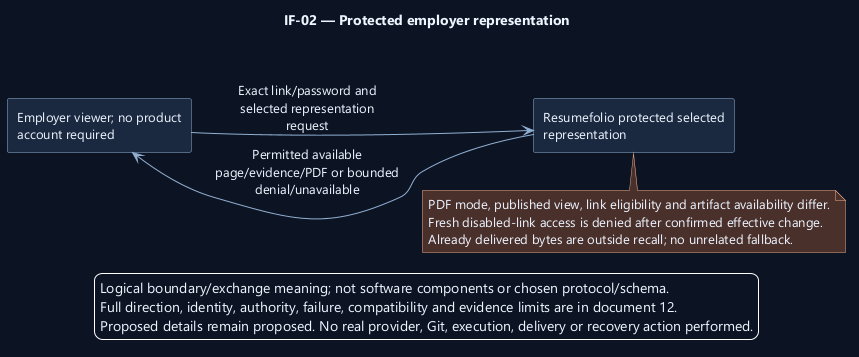 IF-02 — Protected employer representation
Exact link/password and
selected representation
request
Employer viewer; no product
account required
Resumefolio protected selected
representation
Permitted available
page/evidence/PDF or bounded
denial/unavailable
PDF mode, published view, link eligibility and artifact availability differ.
Fresh disabled-link access is denied after confirmed effective change.
Already delivered bytes are outside recall; no unrelated fallback.
Logical boundary/exchange meaning; not software components or chosen protocol/schema.
Full direction, identity, authority, failure, compatibility and evidence limits are in document 12.
Proposed details remain proposed. No real provider, Git, execution, delivery or recovery action performed.